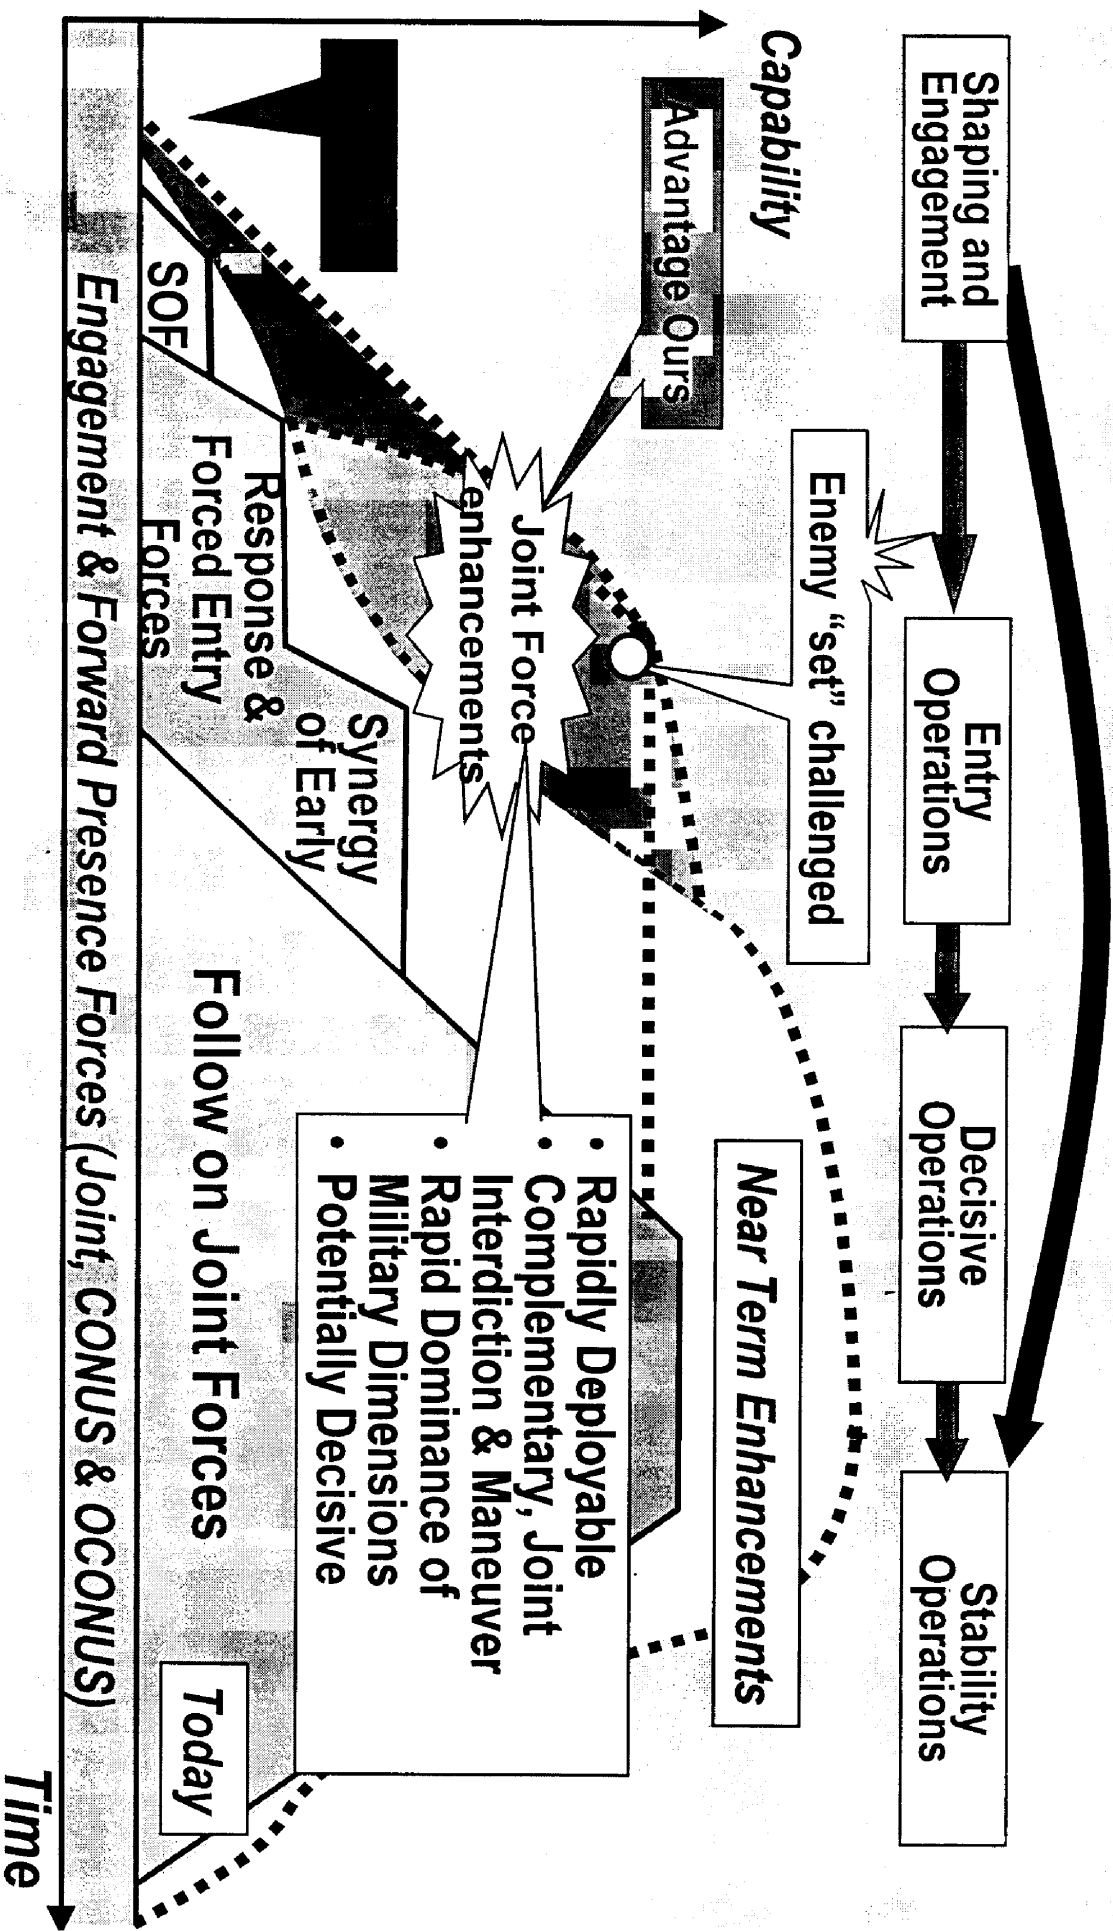 Shaping and
Engagement
Entry
Operations
Decisive
Operations
Stability
Operations
Capability
Enemy “set” challenged
Advantage Ours
Near Term Enhancements
Joint Force
enhancements
• Rapidly Deployable
• Complementary, Joint
Interdiction & Maneuver
• Rapid Dominance of
Military Dimensions
• Potentially Decisive
Synergy
of Early
Response &
Forced Entry
Forces
SOF
Follow on Joint Forces
Today
Engagement & Forward Presence Forces (Joint, CONUS & OCONUS)
Time